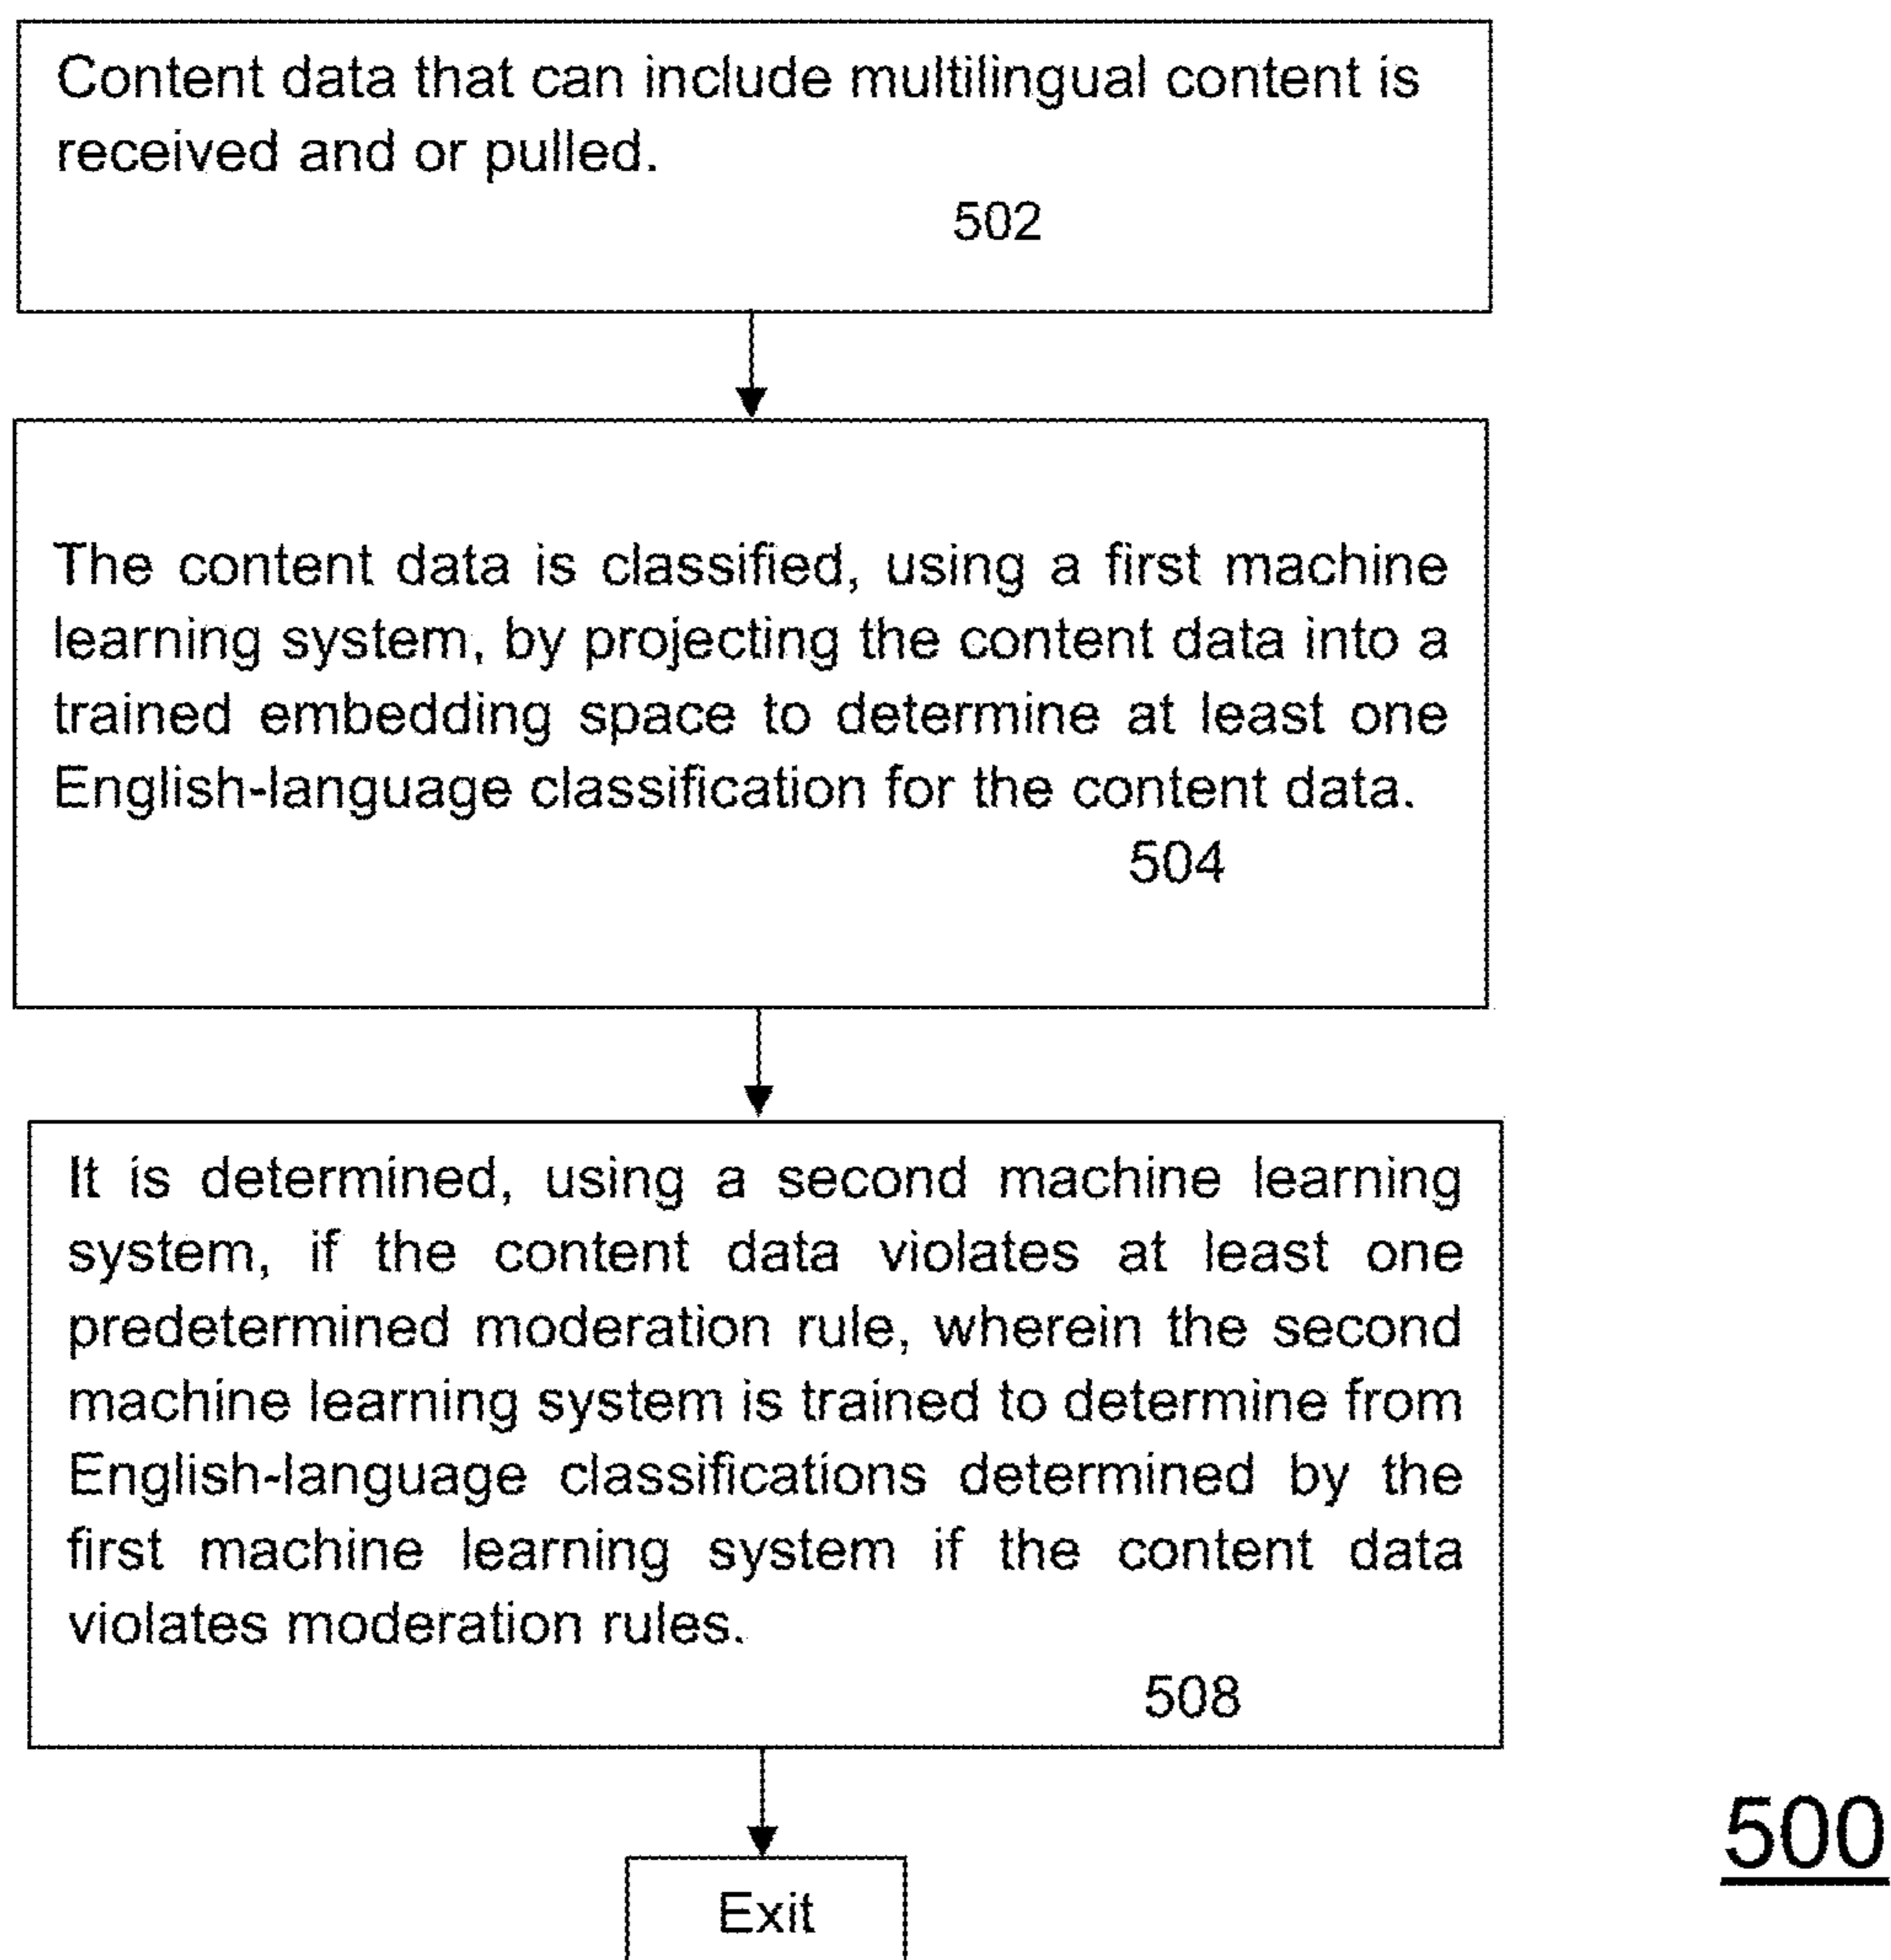 Content data that can include multilingual content is
received and or pulled.
502
The content data is classified, using a first machine
learning system, by projecting the content data into a
trained embedding space to determine at least one
English-language classification for the content data.
504
It is determined, using a second machine learning
system, if the content data violates at least one
predetermined moderation rule, wherein the second
machine learning system is trained to determine from
English-language classifications determined by the
first machine learning system if the content data
violates moderation rules.
508
Exit
500